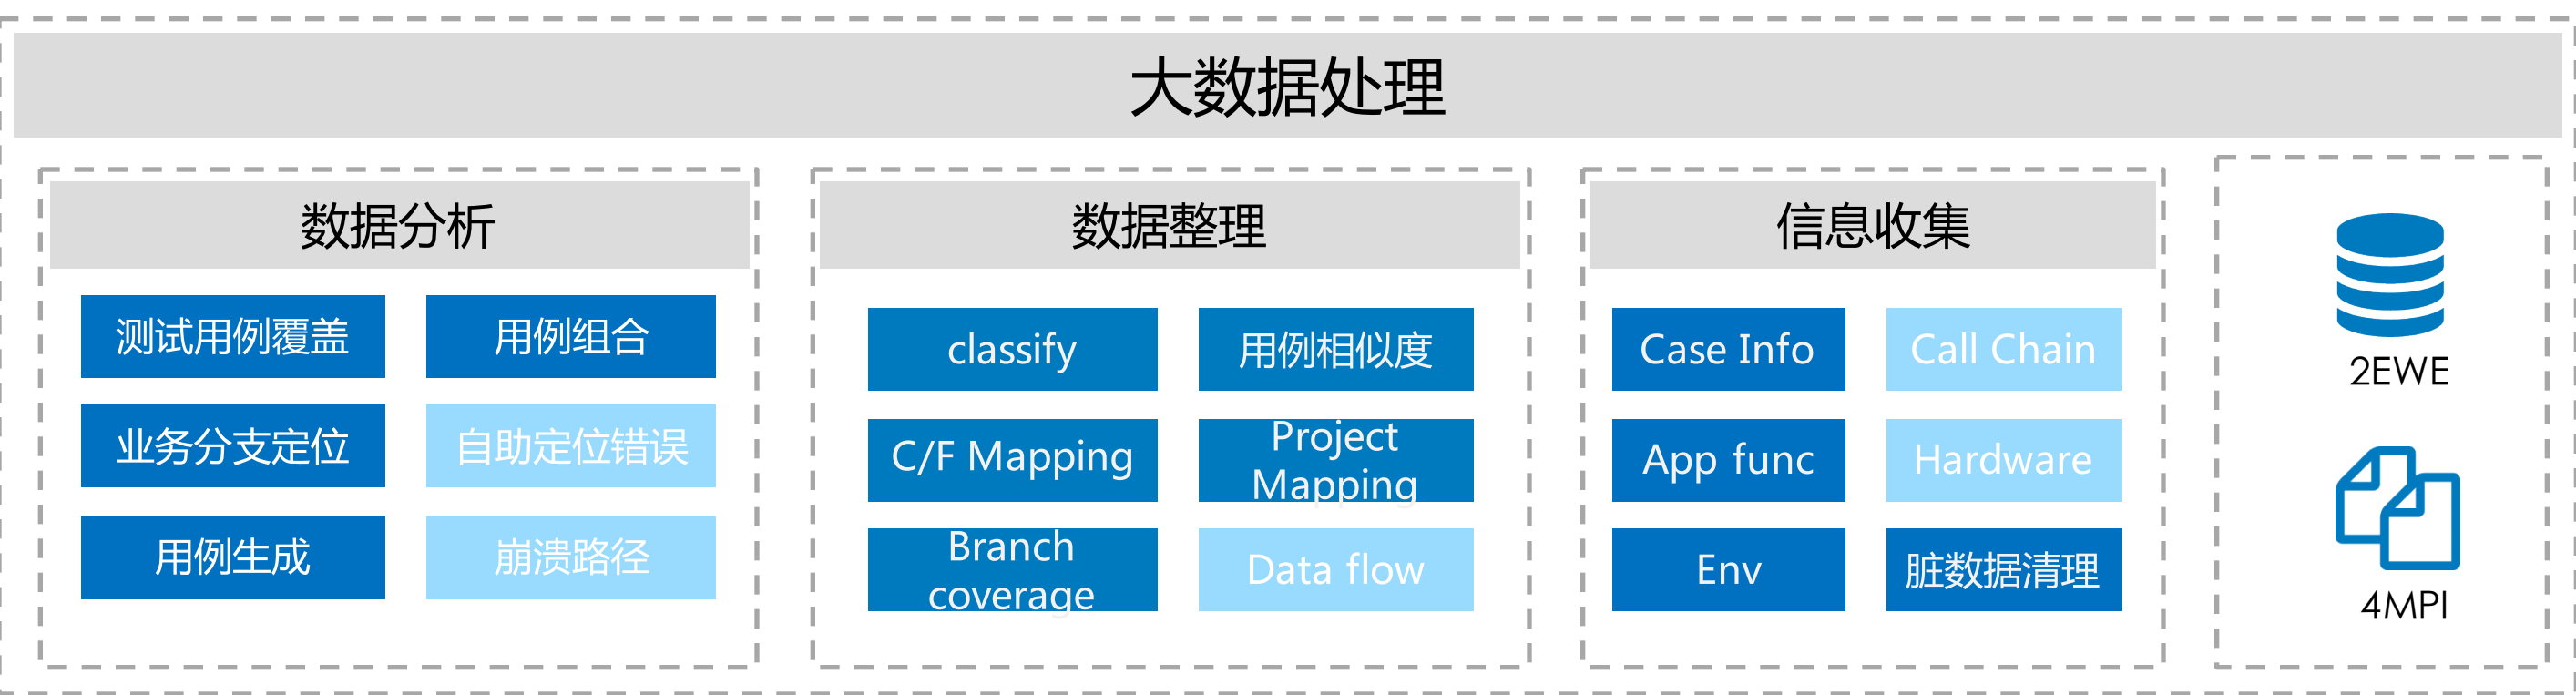 大数据处理
数据分析
测试用例覆盖
用例组合
业务分支定位
自助定位错误
用例生成
崩溃路径
数据整理
classify
用例相似度
C/F Mapping
Project
Mapping
Branch
coverage
Data flow
信息收集
Case Info
Call Chain
App func
Hardware
Env
脏数据清理
2EWE
4MPI